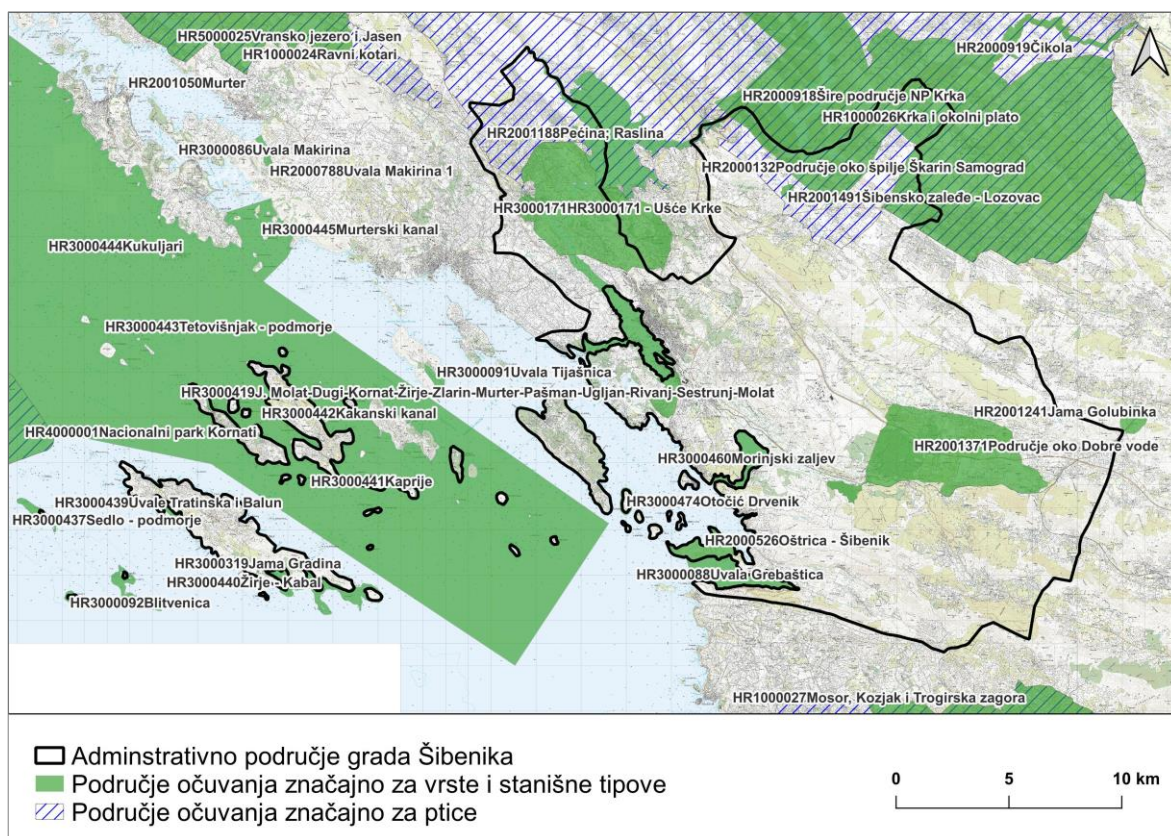 HR5000025Vransko jezero i Jasen
HR1000024Ravni kotari
HR2000919Čikola
HR2001050Murter
HR2000918Šire područje NP Krka
HR1000026Krka i okolni plato
HR2001188Pećina; Raslina
HR3000086Uvala Makirina
HR2000788Uvala Makirina 1
HR2000132Područje oko špilje Škarin Samograd
HR2001491Šibensko zaleđe - Lozovac
HR3000171HR3000171 - Ušće Krke
HR3000445Murterski kanal
HR3000444Kukuljari
HR3000443Tetovišnjak - podmorje
HR3000091Uvala Tijašnica
HR3000419J. Molat-Dugi-Kornat-Žirje-Zlarin-Murter-Pašman-Ugljan-Rivanj-Sestrunj-Molat
HR3000442Kakanski kanal
HR2001241Jama Golubinka
HR4000001Nacionalni park Kornati
HR2001371Područje oko Dobre vode
HR3000460Morinjski zaljev
HR3000441Kaprije
HR3000439Uvale Tratinska i Balun
HR3000474Otočić Drvenik
HR3000437Sedlo - podmorje
HR2000526Oštrica - Šibenik
HR3000319Jama Gradina
HR3000088Uvala Grebaštica
HR3000440Žirje - Kabal
HR3000092Blitvenica
HR1000027Mosor, Kozjak i Trogirska zagora
Adminstrativno područje grada Šibenika
Područje očuvanja značajno za vrste i stanišne tipove
Područje očuvanja značajno za ptice
0 5 10 km